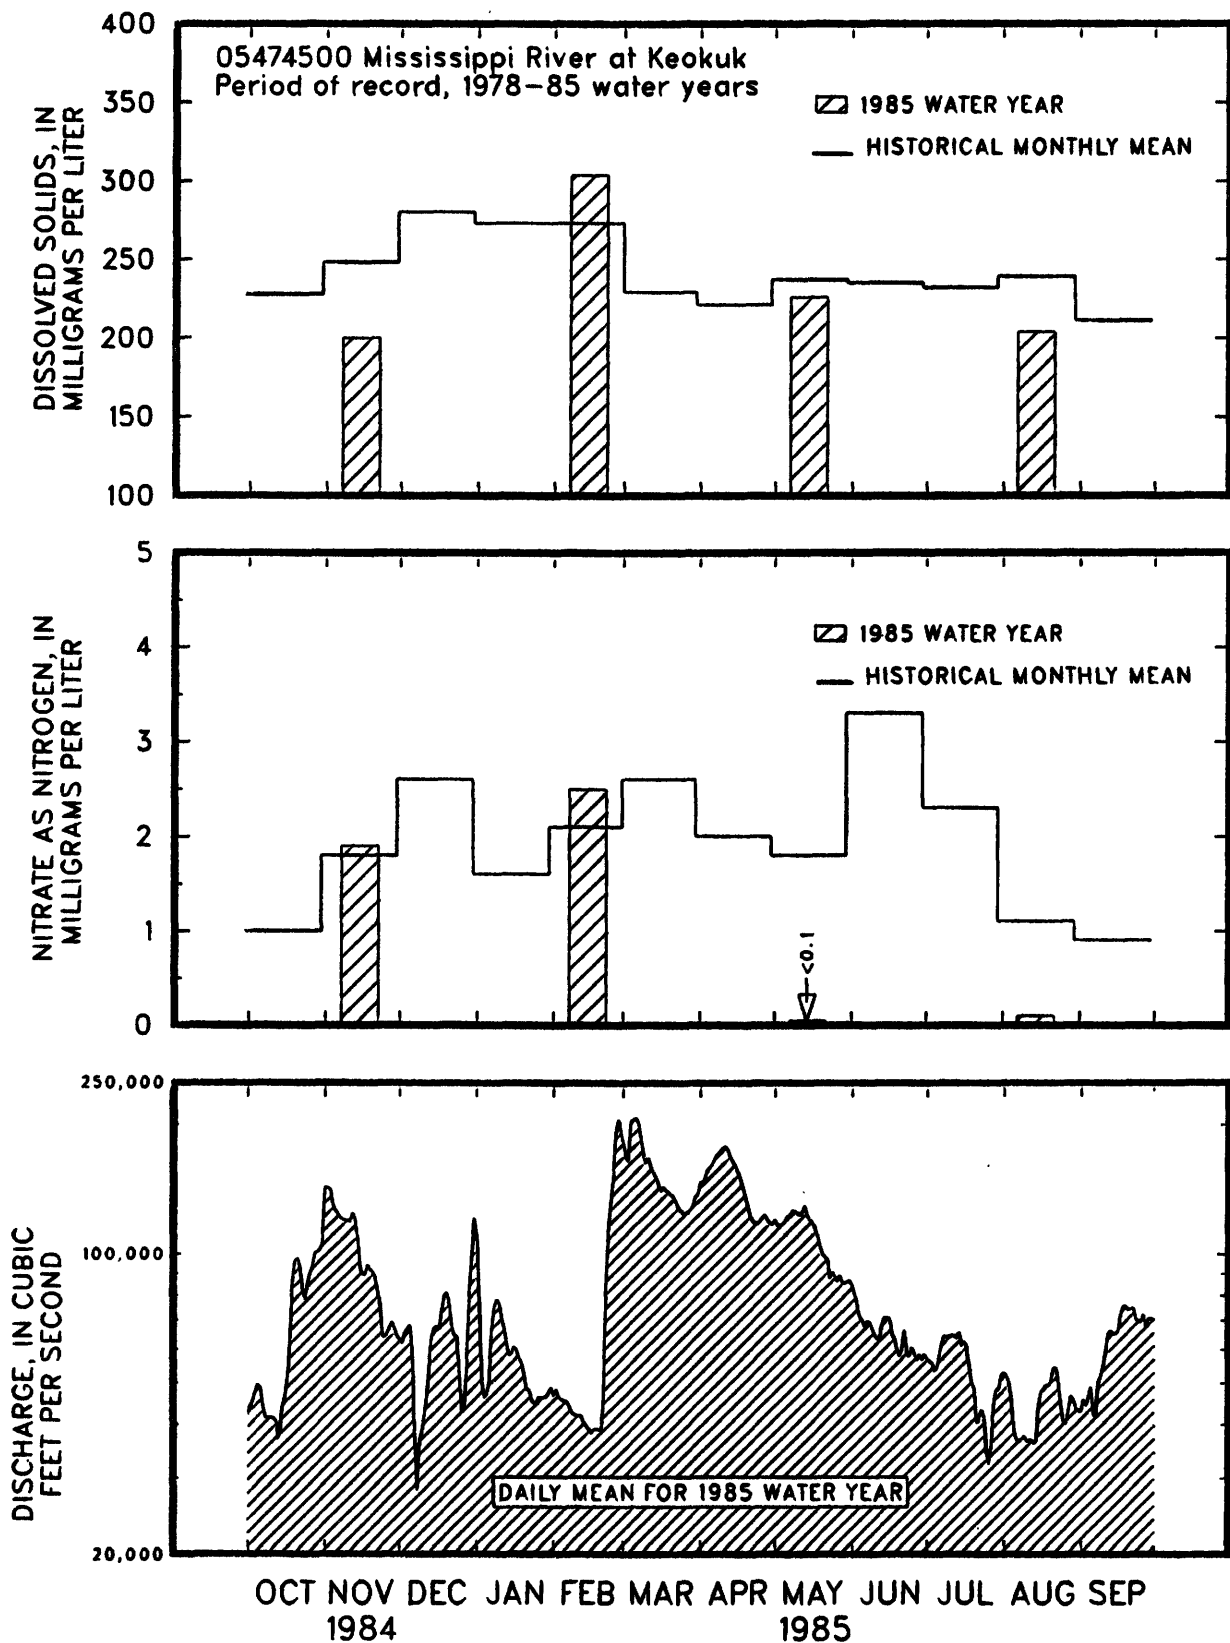 05474500 Mississippi River at Keokuk
Period of record, 1978-85 water years
1985 WATER YEAR
HISTORICAL MONTHLY MEAN
DISSOLVED SOLIDS, IN
MILLIGRAMS PER LITER
400
350
300
250
200
150
100
1985 WATER YEAR
HISTORICAL MONTHLY MEAN
NITRATE AS NITROGEN, IN
MILLIGRAMS PER LITER
5
4
3
2
1
0
<0.1
DISCHARGE, IN CUBIC
FEET PER SECOND
250,000
100,000
20,000
DAILY MEAN FOR 1985 WATER YEAR
OCT NOV DEC JAN FEB MAR APR MAY JUN JUL AUG SEP
1984 1985